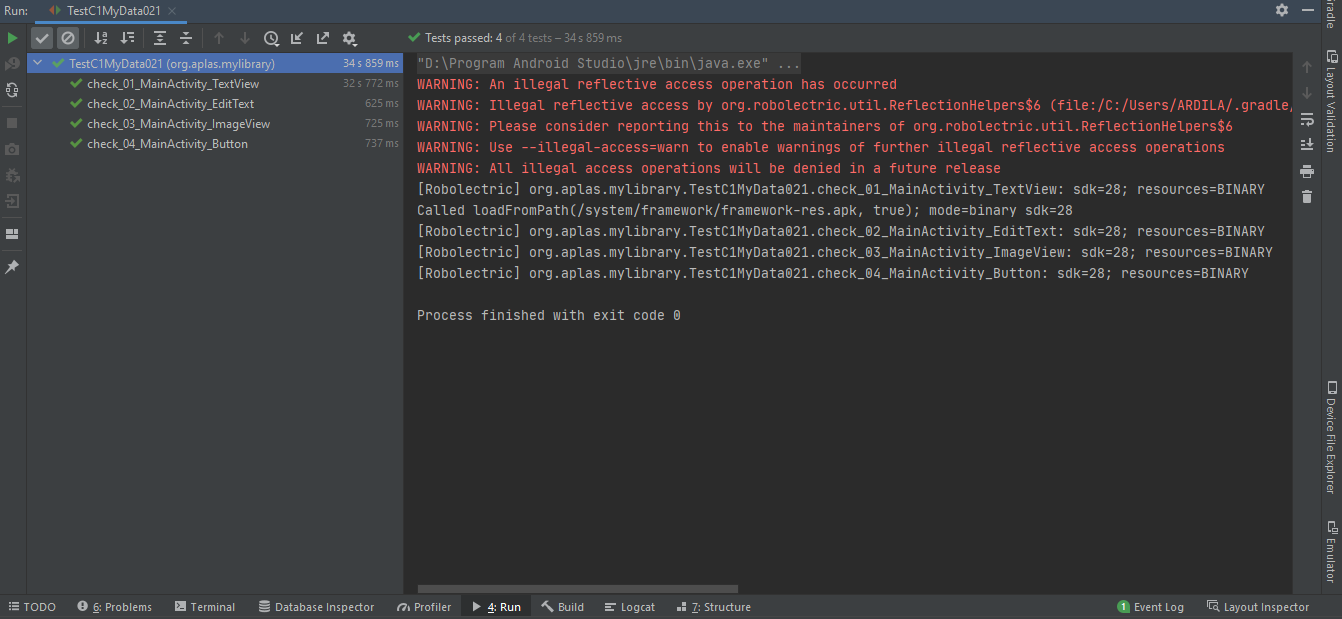 Run: TestC1MyData021
Tests passed: 4 of 4 tests – 34 s 859 ms
TestC1MyData021 (org.aplas.mylibrary) 34 s 859 ms
check_01_MainActivity_TextView 32 s 772 ms
check_02_MainActivity_EditText 625 ms
check_03_MainActivity_ImageView 725 ms
check_04_MainActivity_Button 737 ms
"D:\Program Android Studio\jre\bin\java.exe" ...
WARNING: An illegal reflective access operation has occurred
WARNING: Illegal reflective access by org.robolectric.util.ReflectionHelpers$6 (file:/C:/Users/ARDILA/.gradle/
WARNING: Please consider reporting this to the maintainers of org.robolectric.util.ReflectionHelpers$6
WARNING: Use --illegal-access=warn to enable warnings of further illegal reflective access operations
WARNING: All illegal access operations will be denied in a future release
[Robolectric] org.aplas.mylibrary.TestC1MyData021.check_01_MainActivity_TextView: sdk=28; resources=BINARY
Called loadFromPath(/system/framework/framework-res.apk, true); mode=binary sdk=28
[Robolectric] org.aplas.mylibrary.TestC1MyData021.check_02_MainActivity_EditText: sdk=28; resources=BINARY
[Robolectric] org.aplas.mylibrary.TestC1MyData021.check_03_MainActivity_ImageView: sdk=28; resources=BINARY
[Robolectric] org.aplas.mylibrary.TestC1MyData021.check_04_MainActivity_Button: sdk=28; resources=BINARY
Process finished with exit code 0
Layout Validation
Device File Explorer
Emulator
TODO 6: Problems Terminal Database Inspector Profiler 4: Run Build Logcat 7: Structure 1 Event Log Layout Inspector